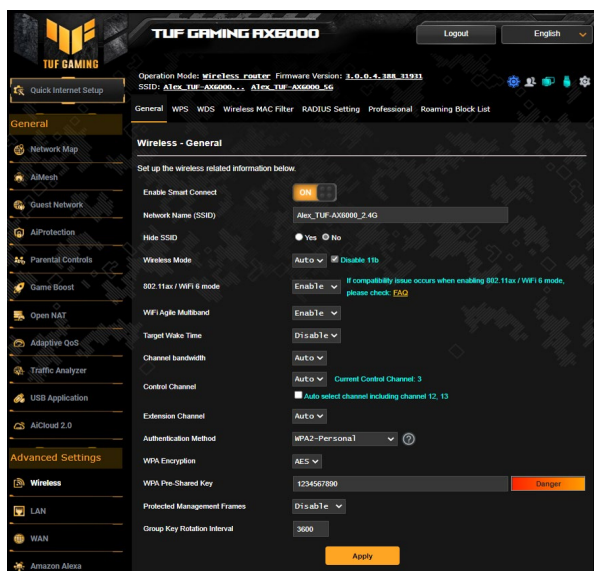 TUF GAMING AX6000
Logout
English
TUF GAMING
Quick Internet Setup
Operation Mode: Wireless router Firmware Version: 3.0.0.4.388_31931
SSID: Alex_TUF-AX6000... Alex_TUF-AX6000_5G
General WPS WDS Wireless MAC Filter RADIUS Setting Professional Roaming Block List
General
Network Map
AiMesh
Guest Network
AiProtection
Parental Controls
Game Boost
Open NAT
Adaptive QoS
Traffic Analyzer
USB Application
AiCloud 2.0
Advanced Settings
Wireless
LAN
WAN
Amazon Alexa
Wireless - General
Set up the wireless related information below.
Enable Smart Connect ON
Network Name (SSID) Alex_TUF-AX6000_2.4G
Hide SSID Yes No
Wireless Mode Auto Disable 11b
802.11ax / WiFi 6 mode Enable If compatibility issue occurs when enabling 802.11ax / WiFi 6 mode,
please check: FAQ
WiFi Agile Multiband Enable
Target Wake Time Disable
Channel bandwidth Auto
Control Channel Auto Current Control Channel: 3
Auto select channel including channel 12, 13
Extension Channel Auto
Authentication Method WPA2-Personal ?
WPA Encryption AES
WPA Pre-Shared Key 1234567890 Danger
Protected Management Frames Disable
Group Key Rotation Interval 3600
Apply